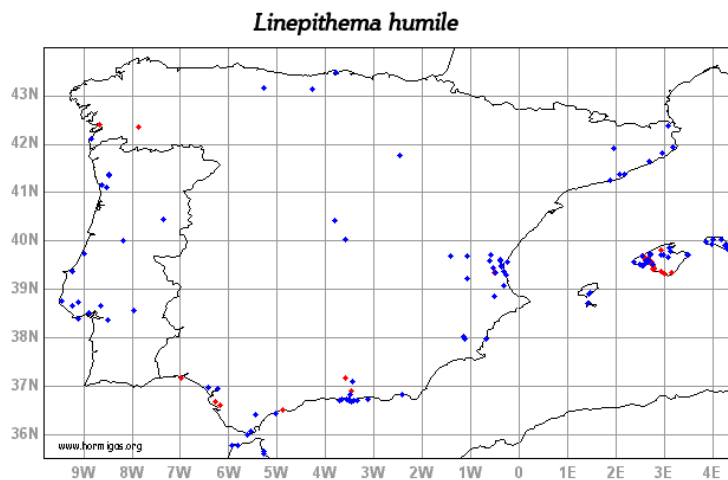 Linepithema humile
43N
42N
41N
40N
39N
38N
37N
36N
www.hormigas.org
9W 8W 7W 6W 5W 4W 3W 2W 1W 0 1E 2E 3E 4E